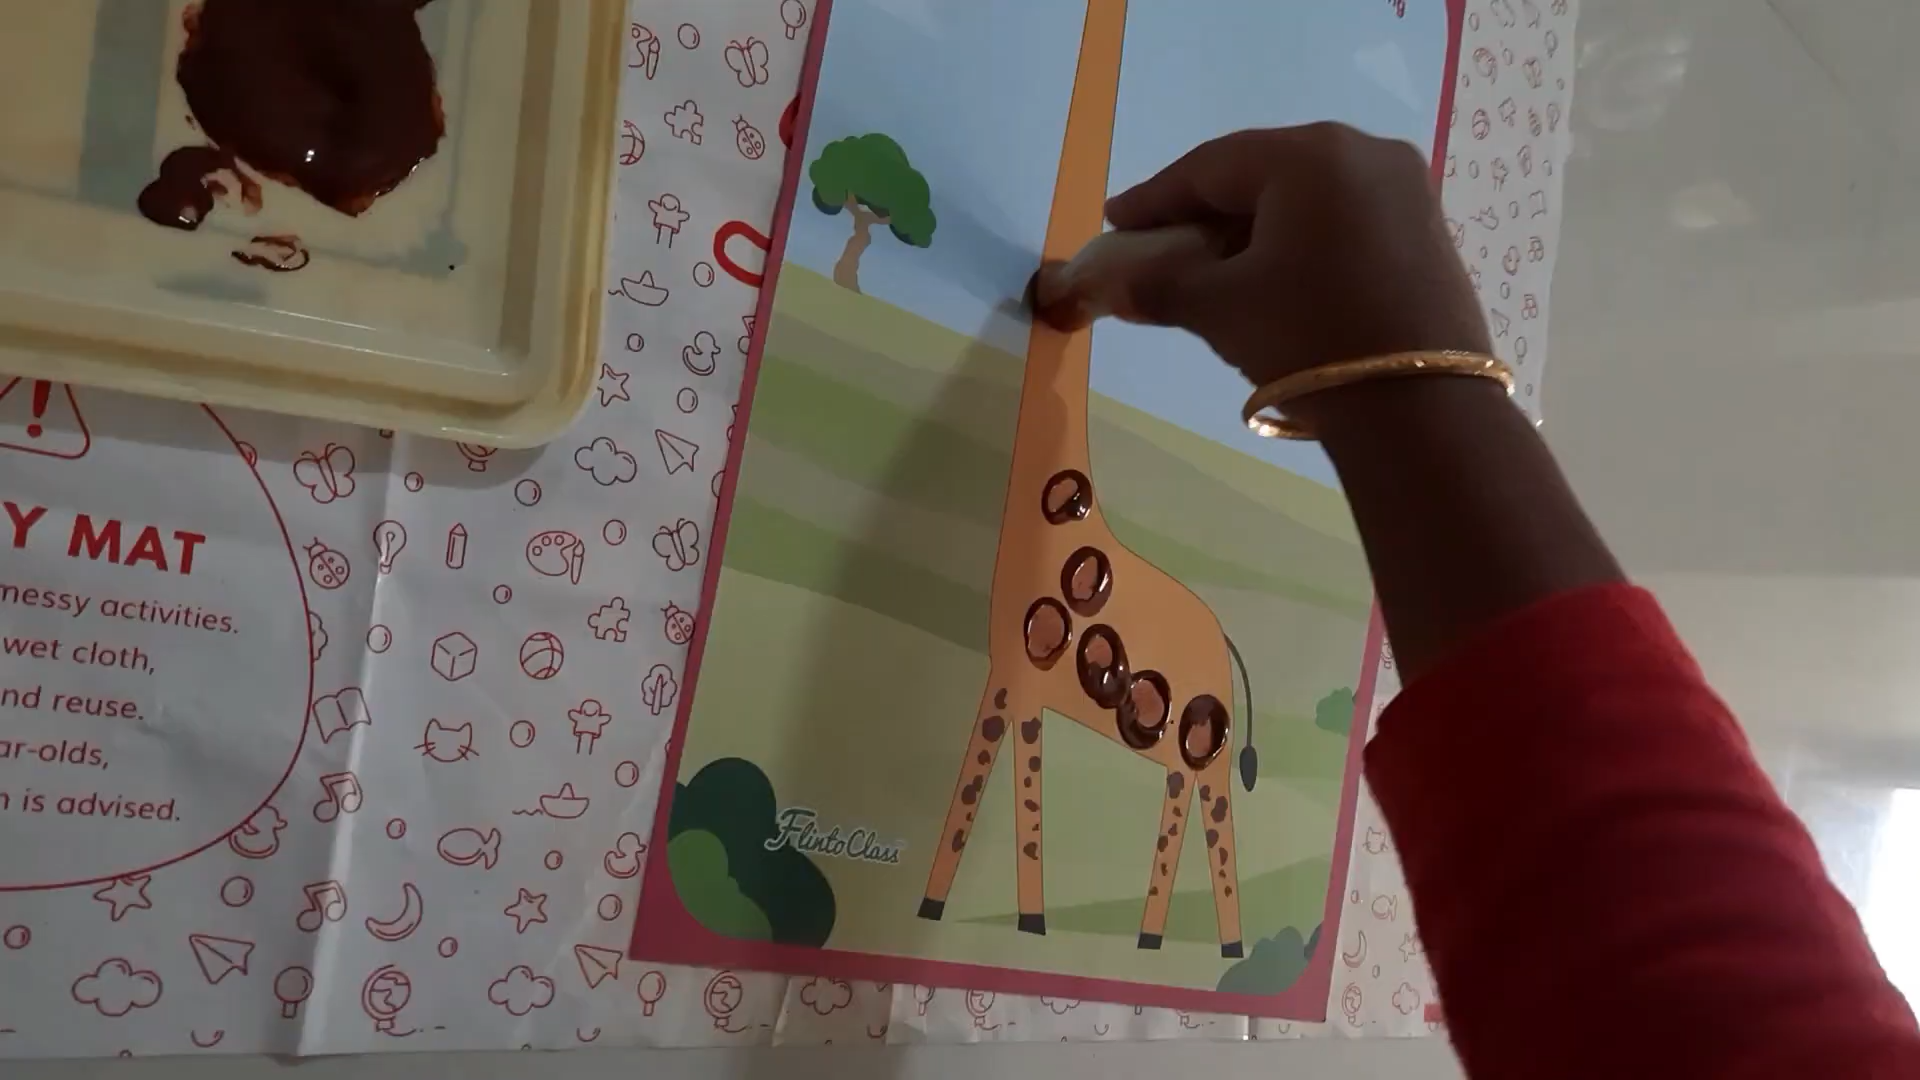 Y MAT
messy activities.
wet cloth,
nd reuse.
ar-olds,
n is advised.
FlintoClass